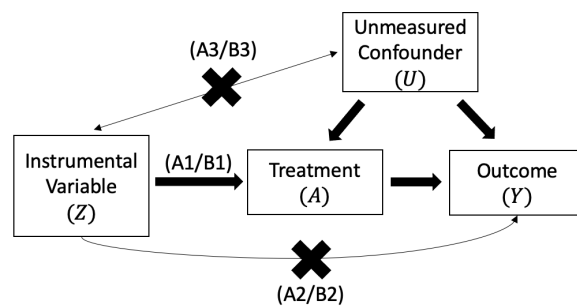 Unmeasured
Confounder
(U)
(A3/B3)
Instrumental
Variable
(Z)
(A1/B1)
Treatment
(A)
Outcome
(Y)
(A2/B2)